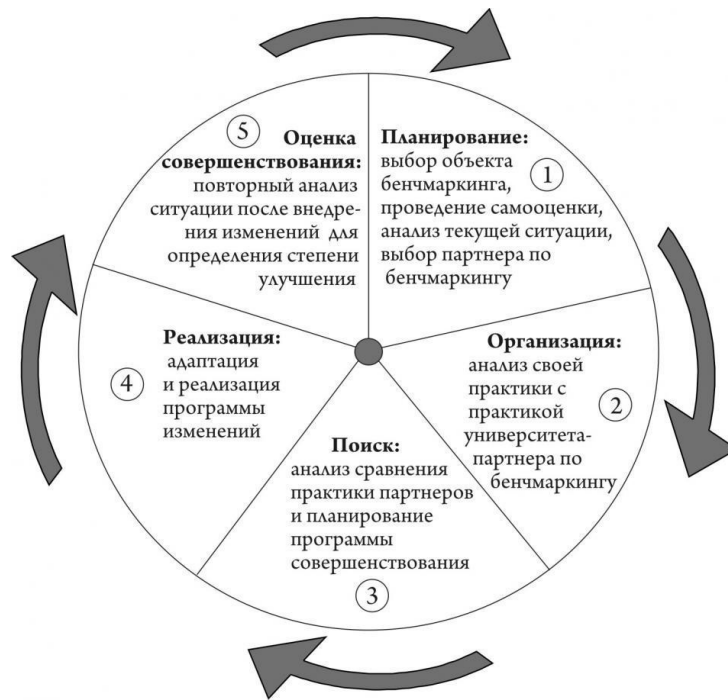 1
Планирование:
выбор объекта
бенчмаркинга,
проведение самооценки,
анализ текущей ситуации,
выбор партнера по
бенчмаркингу
2
Организация:
анализ своей
практики с
практикой
университета-
партнера по
бенчмаркингу
Поиск:
анализ сравнения
практики партнеров
и планирование
программы
совершенствования
3
Реализация:
адаптация
и реализация
программы
изменений
4
5
Оценка
совершенствования:
повторный анализ
ситуации после внедре-
ния изменений для
определения степени
улучшения